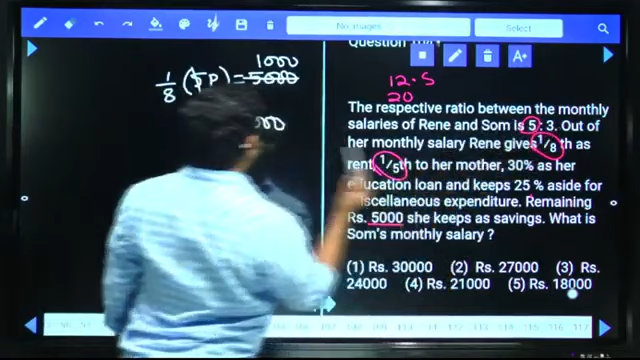 No images
Select
Question
1/8 (5P) = 5000 1000
12.5
20
The respective ratio between the monthly
salaries of Rene and Som is 5 : 3. Out of
her monthly salary Rene gives 1/8 th as
rent, 1/5 th to her mother, 30% as her
education loan and keeps 25 % aside for
miscellaneous expenditure. Remaining
Rs. 5000 she keeps as savings. What is
Som's monthly salary ?
(1) Rs. 30000 (2) Rs. 27000 (3) Rs.
24000 (4) Rs. 21000 (5) Rs. 18000